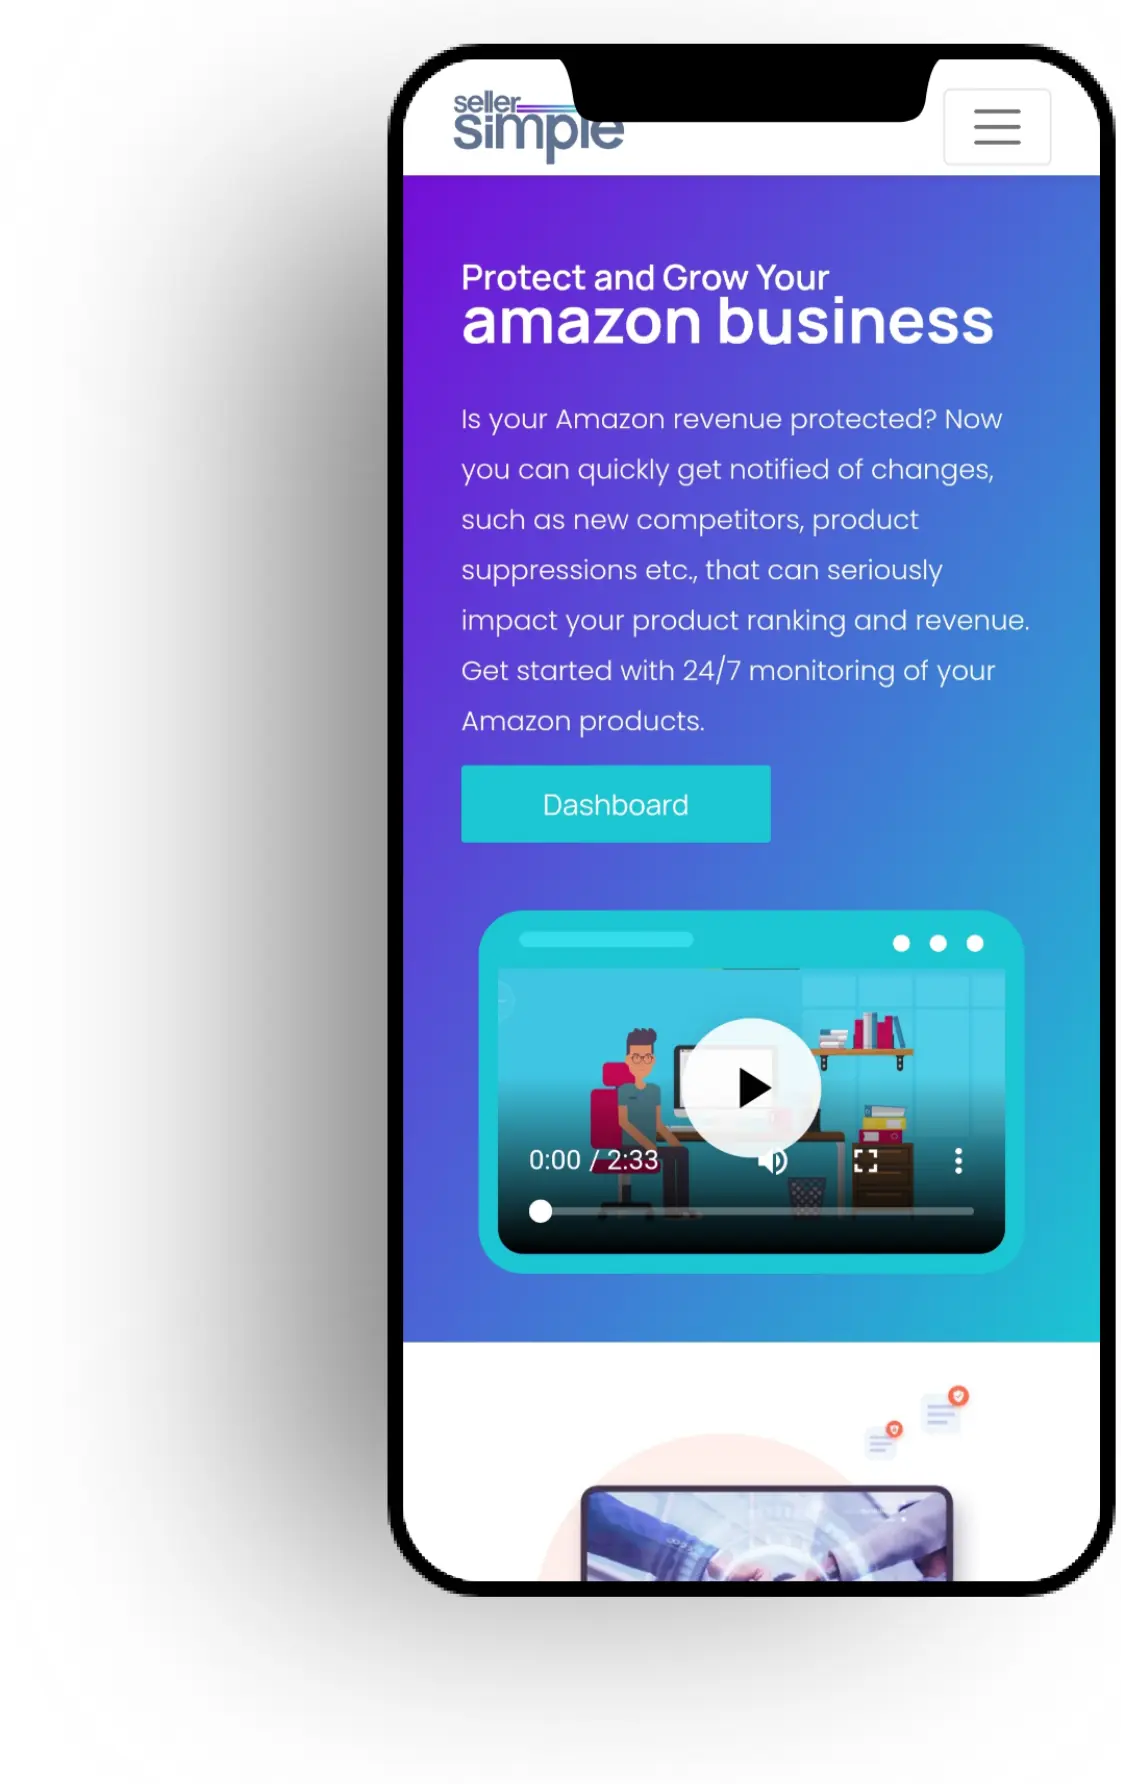 seller
simple
Protect and Grow Your
amazon business
Is your Amazon revenue protected? Now
you can quickly get notified of changes,
such as new competitors, product
suppressions etc., that can seriously
impact your product ranking and revenue.
Get started with 24/7 monitoring of your
Amazon products.
Dashboard
0:00 / 2:33